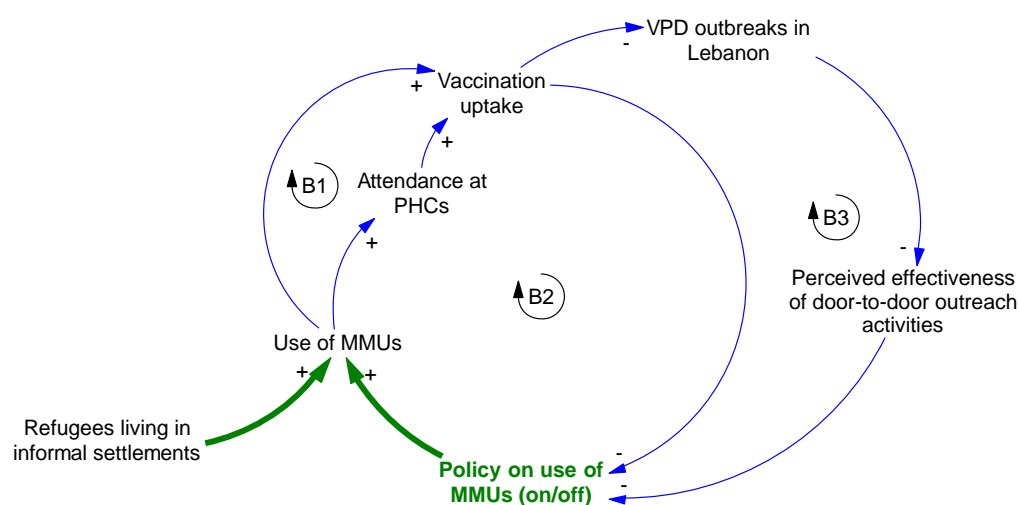 VPD outbreaks in
Lebanon
-
Vaccination
uptake
+
+
Attendance at
PHCs
B1
B3
+
-
Perceived effectiveness
of door-to-door outreach
activities
B2
Use of MMUs
+
+
Refugees living in
informal settlements
-
Policy on use of
MMUs (on/off)
-